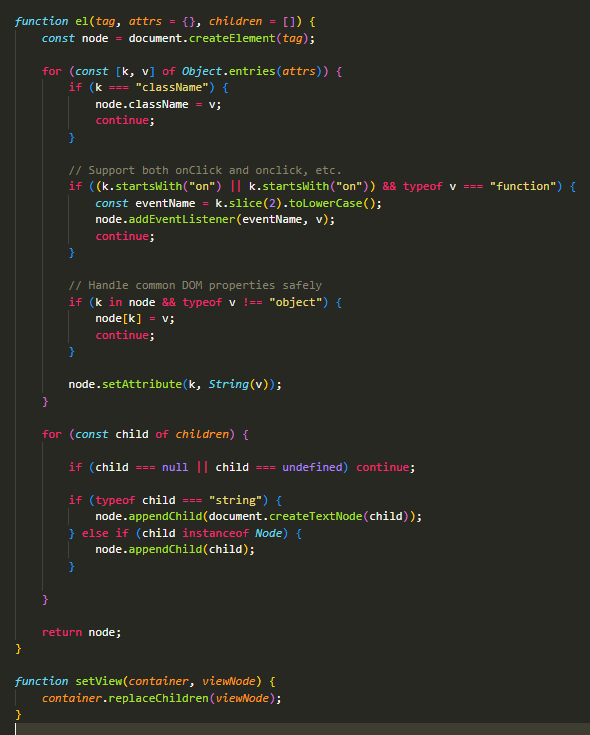 function el(tag, attrs = {}, children = []) {
    const node = document.createElement(tag);

    for (const [k, v] of Object.entries(attrs)) {
        if (k === "className") {
            node.className = v;
            continue;
        }

        // Support both onClick and onclick, etc.
        if ((k.startsWith("on") || k.startsWith("on")) && typeof v === "function") {
            const eventName = k.slice(2).toLowerCase();
            node.addEventListener(eventName, v);
            continue;
        }

        // Handle common DOM properties safely
        if (k in node && typeof v !== "object") {
            node[k] = v;
            continue;
        }

        node.setAttribute(k, String(v));
    }

    for (const child of children) {

        if (child === null || child === undefined) continue;

        if (typeof child === "string") {
            node.appendChild(document.createTextNode(child));
        } else if (child instanceof Node) {
            node.appendChild(child);
        }

    }

    return node;
}

function setView(container, viewNode) {
    container.replaceChildren(viewNode);
}